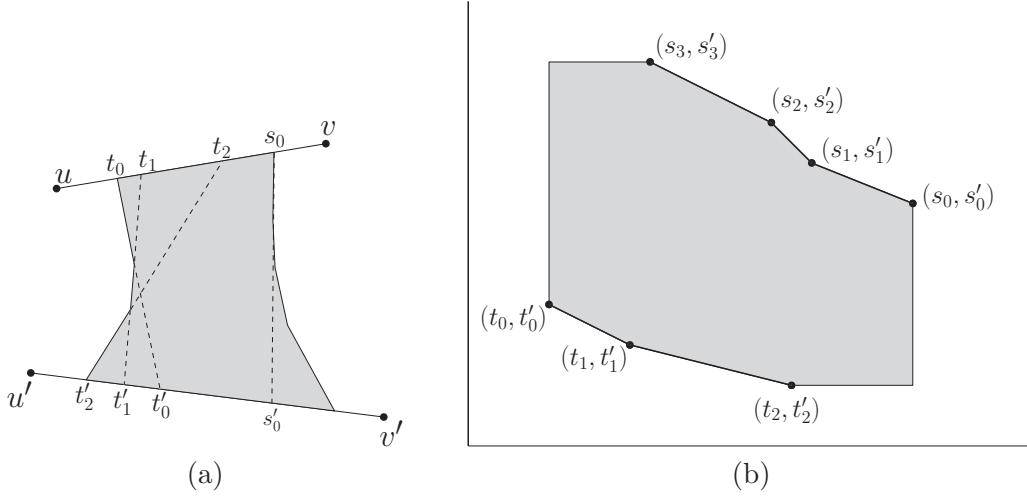 (s₃, s′₃)
(s₂, s′₂)
(s₁, s′₁)
(s₀, s′₀)
(t₀, t′₀)
(t₁, t′₁)
(t₂, t′₂)
u t₀ t₁ t₂ s₀ v
u′ t′₂ t′₁ t′₀ s′₀ v′
(a) (b)